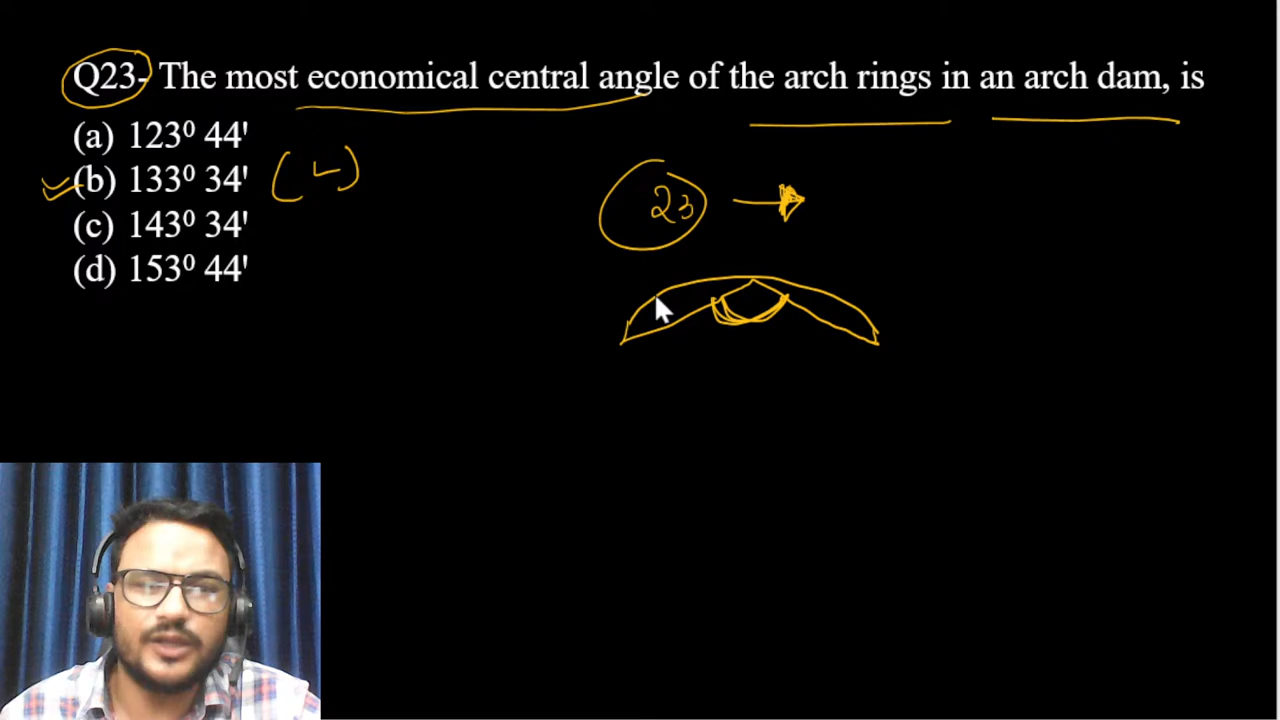 Q23- The most economical central angle of the arch rings in an arch dam, is
(a) 123⁰ 44'
(b) 133⁰ 34'
(c) 143⁰ 34'
(d) 153⁰ 44'
23